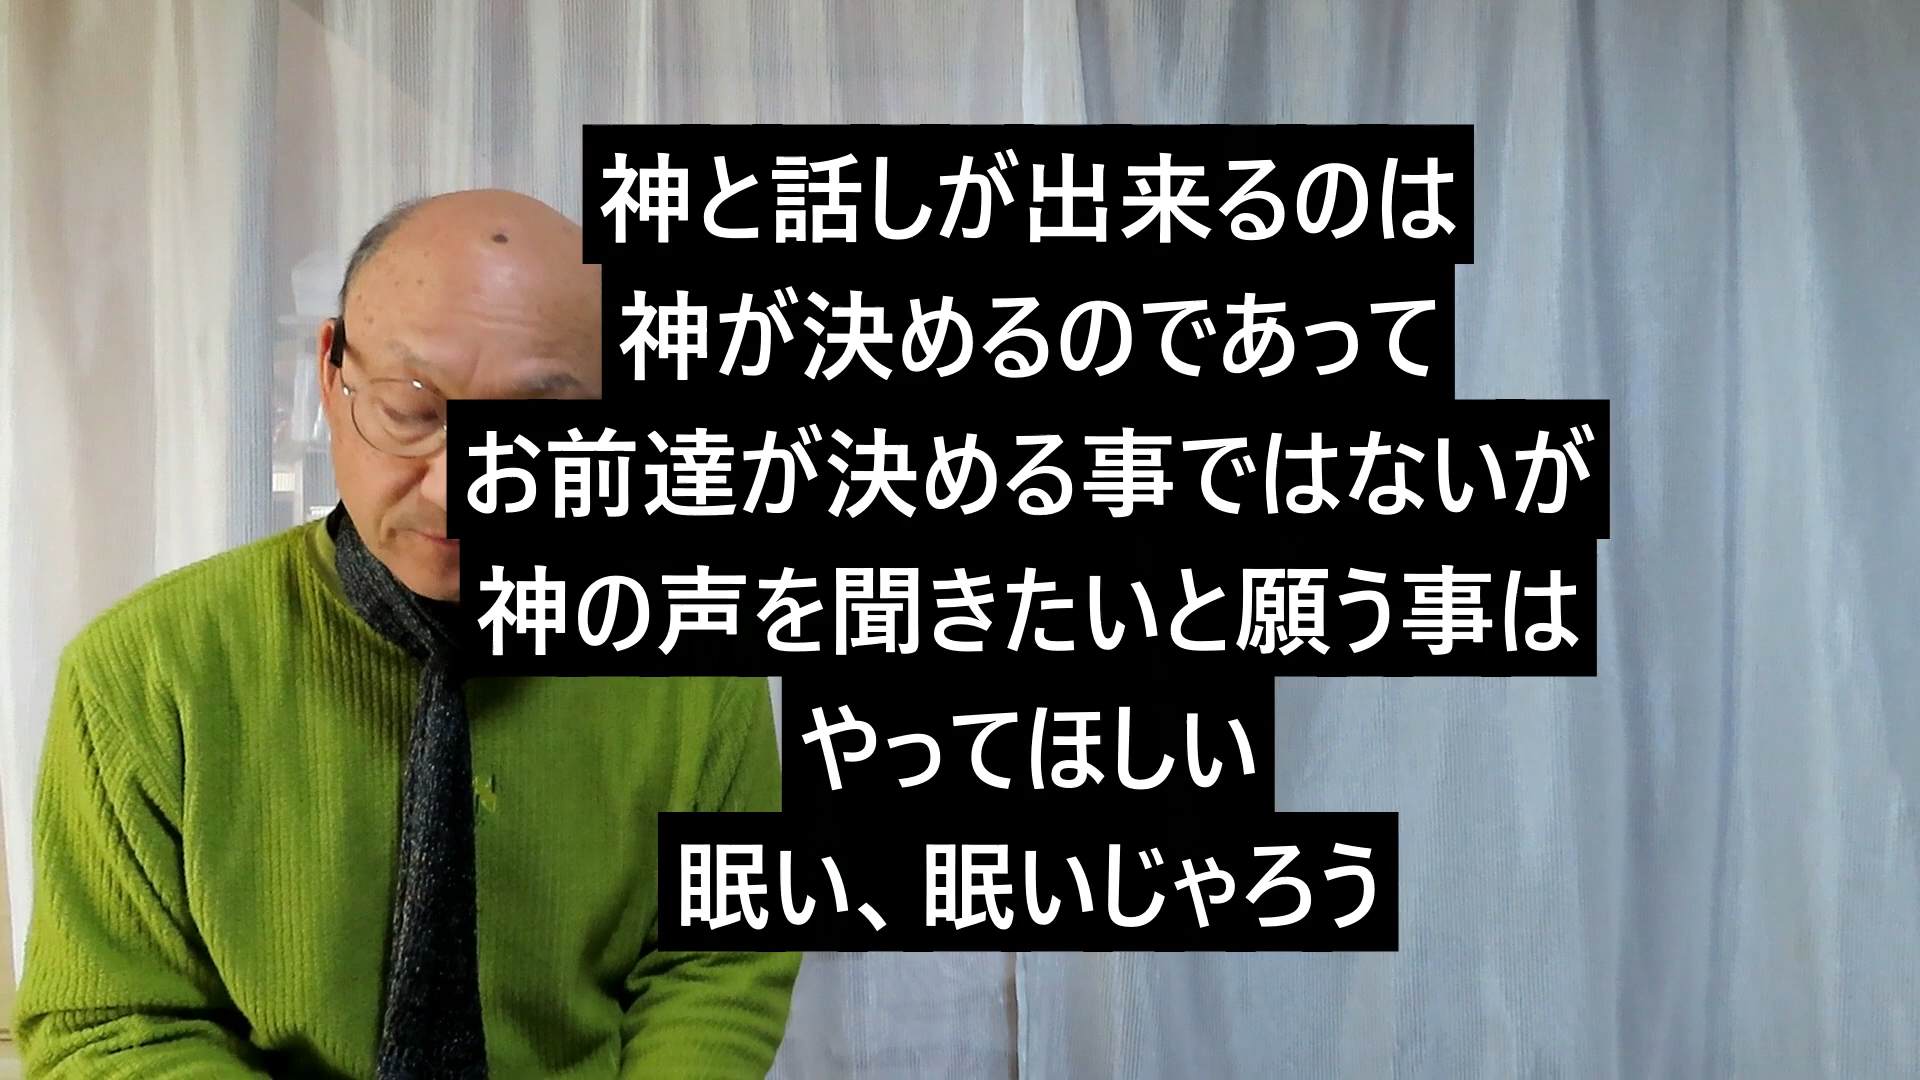 神と話しが出来るのは
神が決めるのであって
お前達が決める事ではないが
神の声を聞きたいと願う事は
やってほしい
眠い、眠いじゃろう